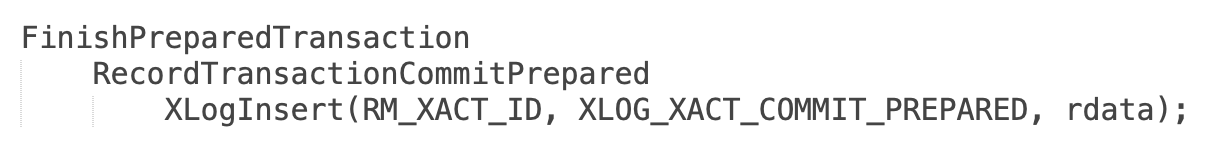 FinishPreparedTransaction
RecordTransactionCommitPrepared
XLogInsert(RM_XACT_ID, XLOG_XACT_COMMIT_PREPARED, rdata);